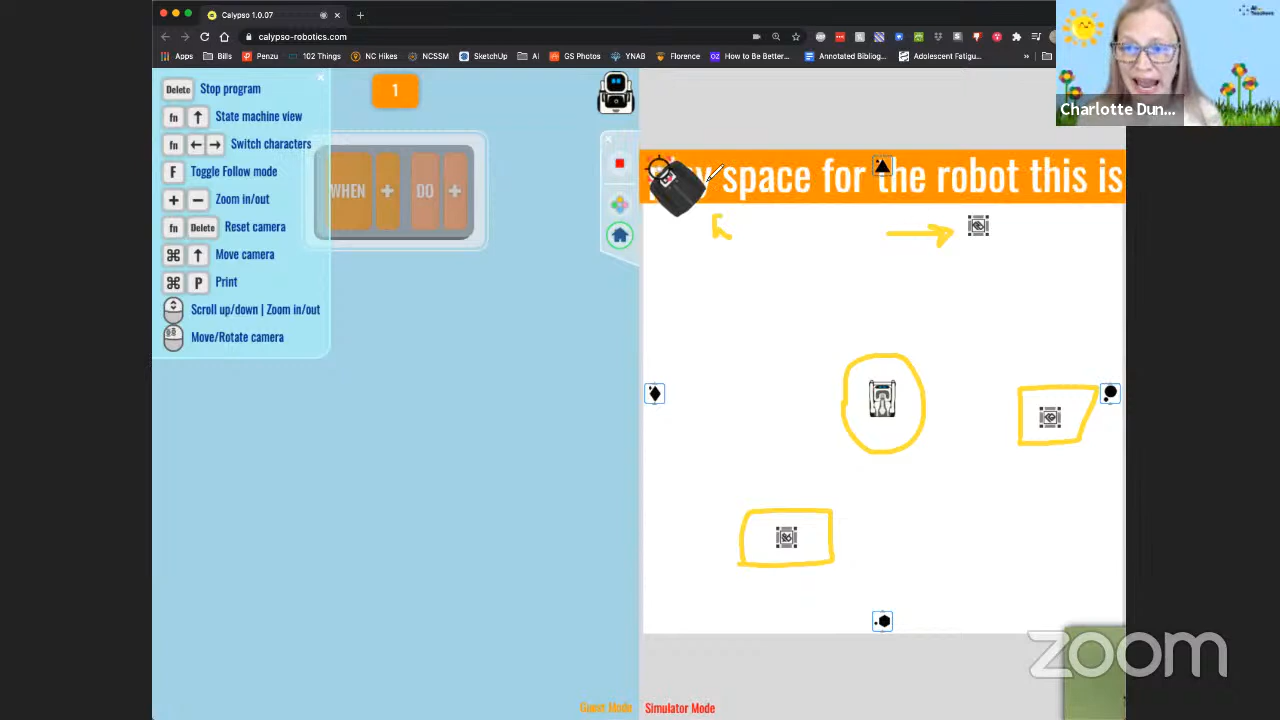 Calypso 1.0.07
calypso-robotics.com
Apps Bills Penzu 102 Things NC Hikes NCSSM SketchUp AI GS Photos YNAB Florence How to Be Better... Annotated Bibliog... Adolescent Fatigu... »
Charlotte Dun...
Delete Stop program
fn ↑ State machine view
fn ← → Switch characters
F Toggle Follow mode
+ − Zoom in/out
fn Delete Reset camera
⌘ ↑ Move camera
⌘ P Print
Scroll up/down | Zoom in/out
Move/Rotate camera
1
WHEN + DO +
play space for the robot this is
Guest Mode
Simulator Mode
zoom